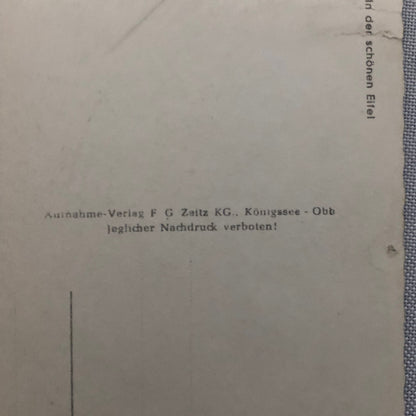 In der schönen Eifel
Aufnahme-Verlag F G Zeitz KG., Königssee - Obb
Jeglicher Nachdruck verboten!